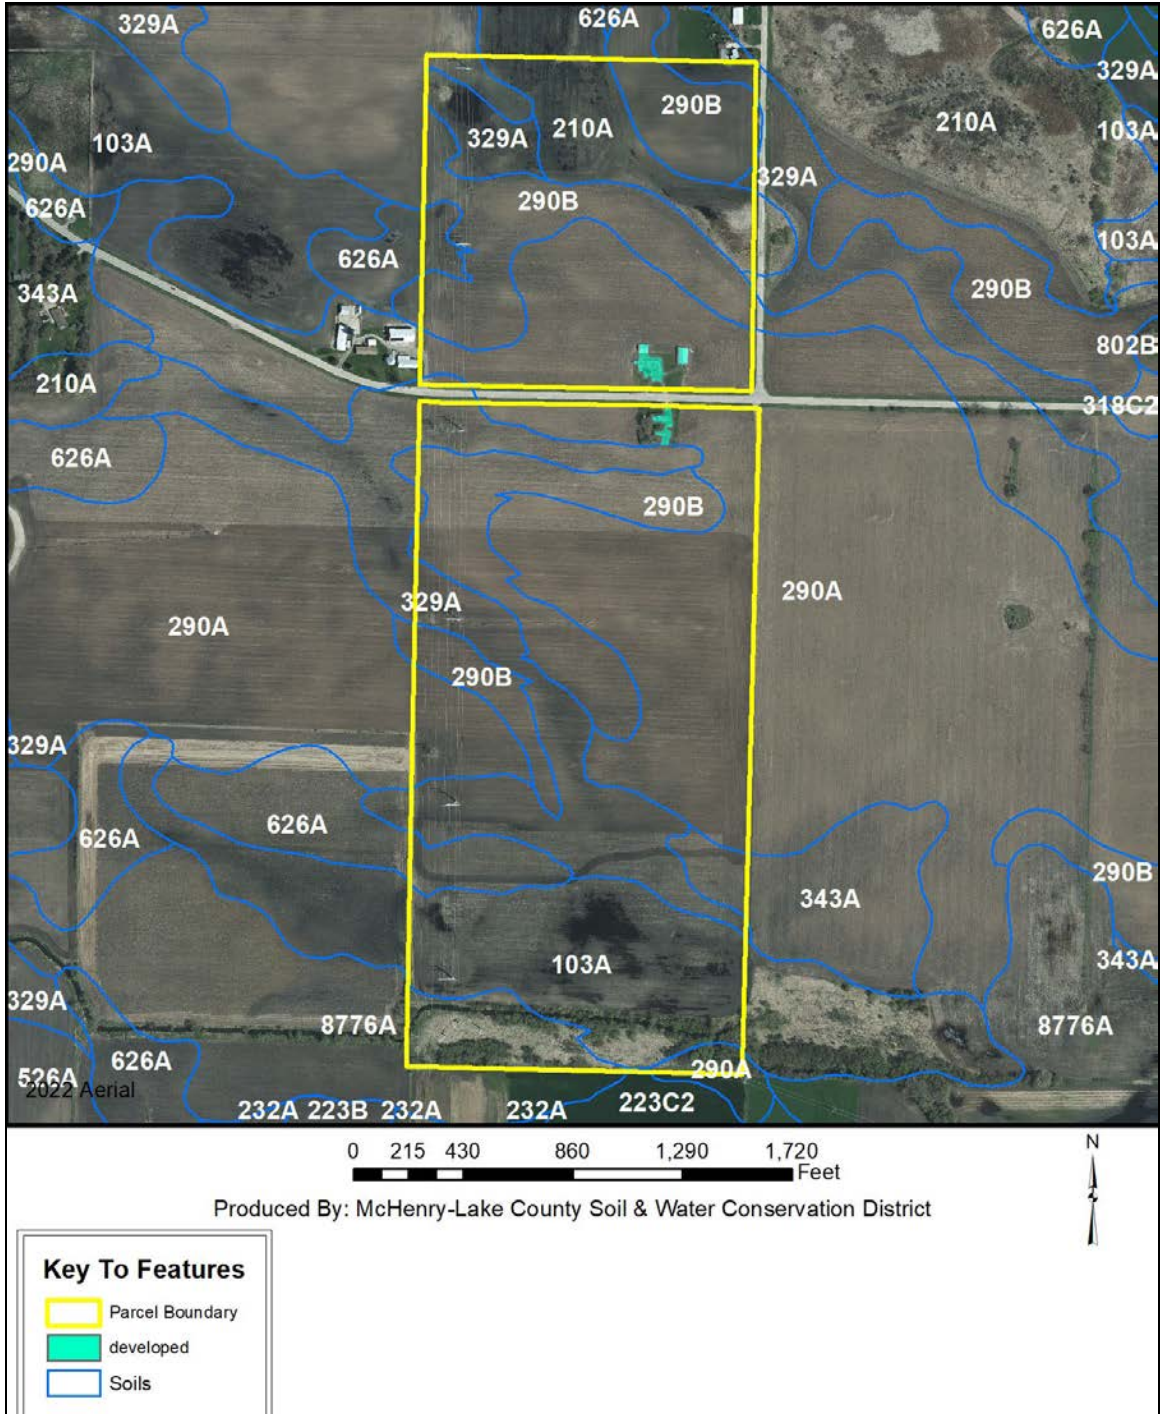 329A
626A
626A
329A
290B
103A
329A
210A
210A
103A
290A
329A
290B
626A
103A
626A
290B
343A
802B
210A
318C2
626A
290B
290A
329A
290A
290B
329A
626A
626A
290B
343A
103A
343A
329A
8776A
8776A
626A
290A
526A
2022 Aerial
232A
223B
232A
232A
223C2
0 215 430 860 1,290 1,720
Feet
N
Produced By: McHenry-Lake County Soil & Water Conservation District
Key To Features
Parcel Boundary
developed
Soils